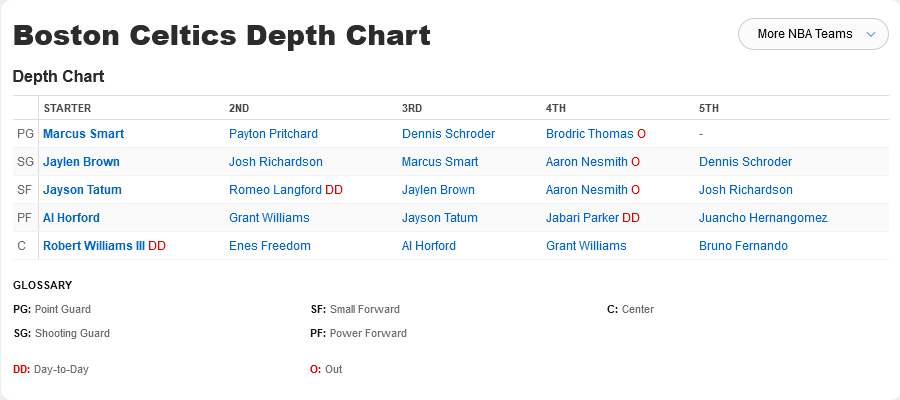 Boston Celtics Depth Chart
More NBA Teams
Depth Chart
STARTER 2ND 3RD 4TH 5TH
PG Marcus Smart Payton Pritchard Dennis Schroder Brodric Thomas O -
SG Jaylen Brown Josh Richardson Marcus Smart Aaron Nesmith O Dennis Schroder
SF Jayson Tatum Romeo Langford DD Jaylen Brown Aaron Nesmith O Josh Richardson
PF Al Horford Grant Williams Jayson Tatum Jabari Parker DD Juancho Hernangomez
C Robert Williams III DD Enes Freedom Al Horford Grant Williams Bruno Fernando
GLOSSARY
PG: Point Guard SF: Small Forward C: Center
SG: Shooting Guard PF: Power Forward
DD: Day-to-Day O: Out